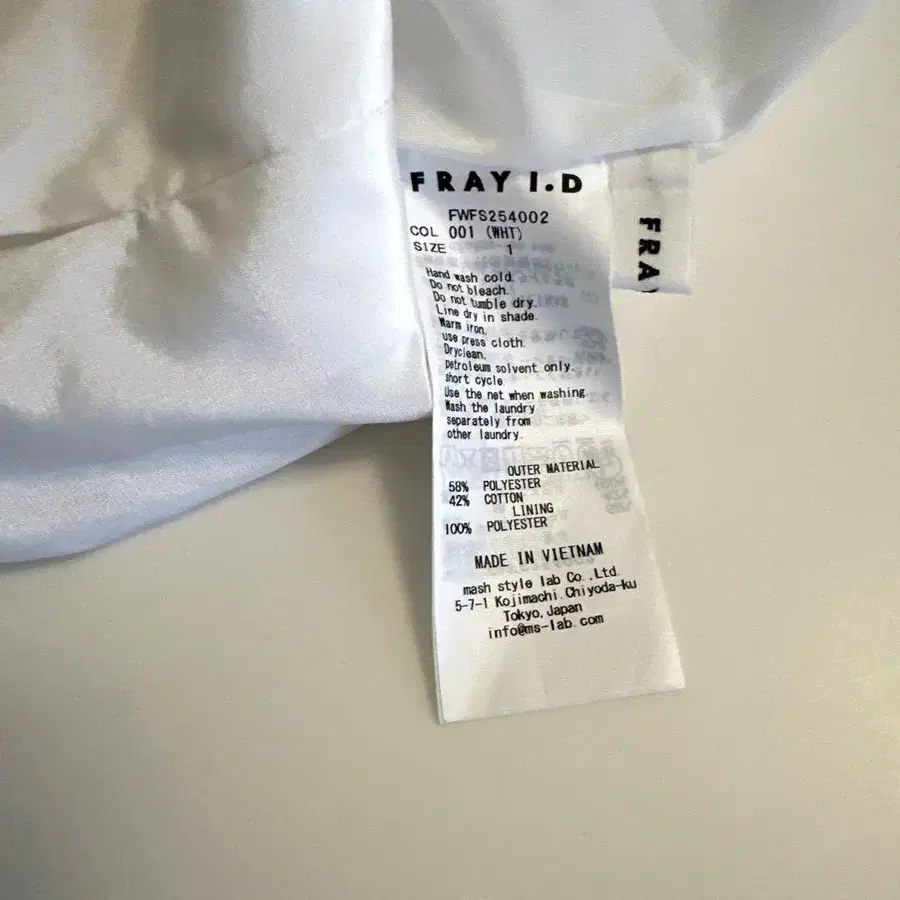 FRAY I.D
FWFS254002
COL 001 (WHT)
SIZE 1
Hand wash cold.
Do not bleach.
Do not tumble dry.
Line dry in shade.
Warm iron.
use press cloth.
Dryclean.
petroleum solvent only.
short cycle.
Use the net when washing.
Wash the laundry
separately from
other laundry.
OUTER MATERIAL
58% POLYESTER
42% COTTON
LINING
100% POLYESTER
MADE IN VIETNAM
mash style lab Co.,Ltd.
5-7-1 Kojimachi.Chiyoda-ku
Tokyo,Japan
info@ms-lab.com
FRAY